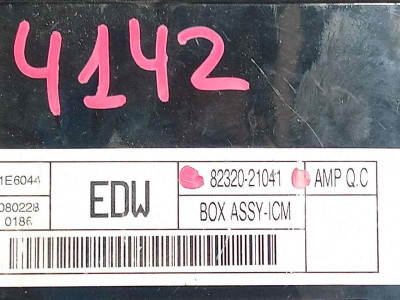 4142
1E6044
080228
0186
EDW
82320-21041
AMP Q.C
BOX ASSY-ICM